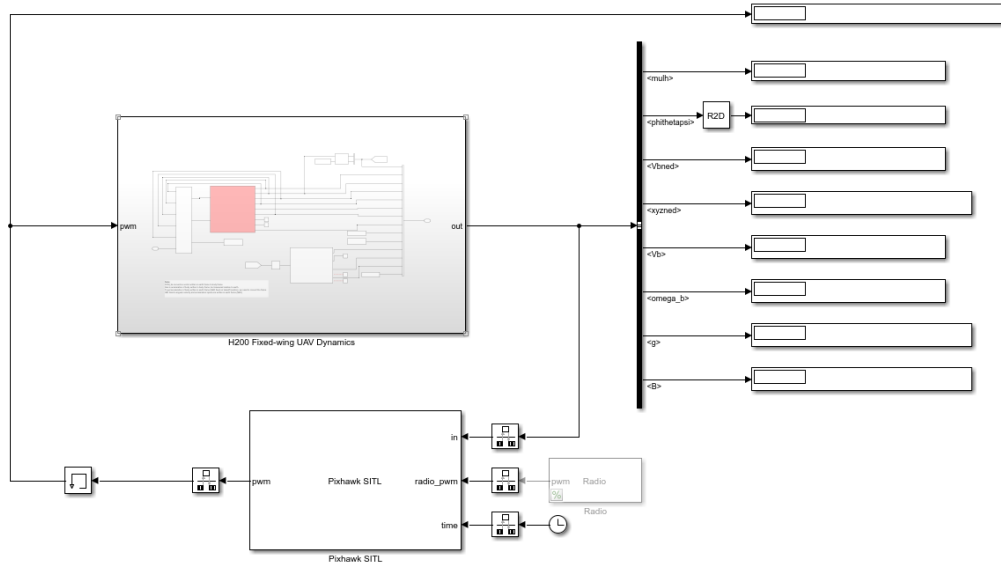 <mulh>
<phithetapsi>
R2D
<Vbned>
<xyzned>
pwm
out
<Vb>
<omega_b>
<g>
H200 Fixed-wing UAV Dynamics
<B>
in
pwm
Pixhawk SITL
radio_pwm
pwm
Radio
Radio
time
Pixhawk SITL